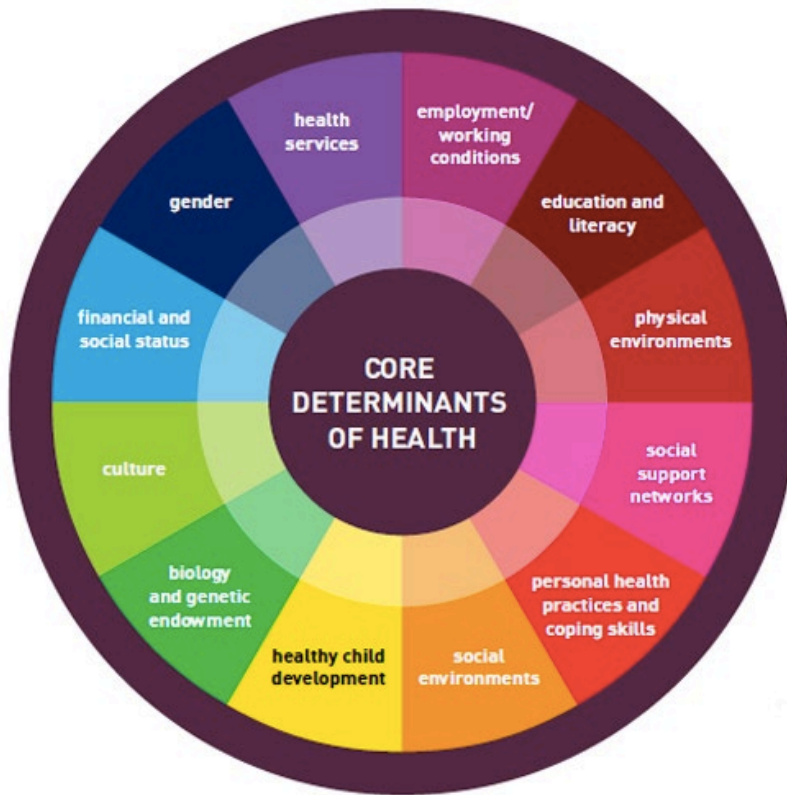 CORE
DETERMINANTS
OF HEALTH
employment/
working
conditions
education and
literacy
physical
environments
social
support
networks
personal health
practices and
coping skills
social
environments
healthy child
development
biology
and genetic
endowment
culture
financial and
social status
gender
health
services